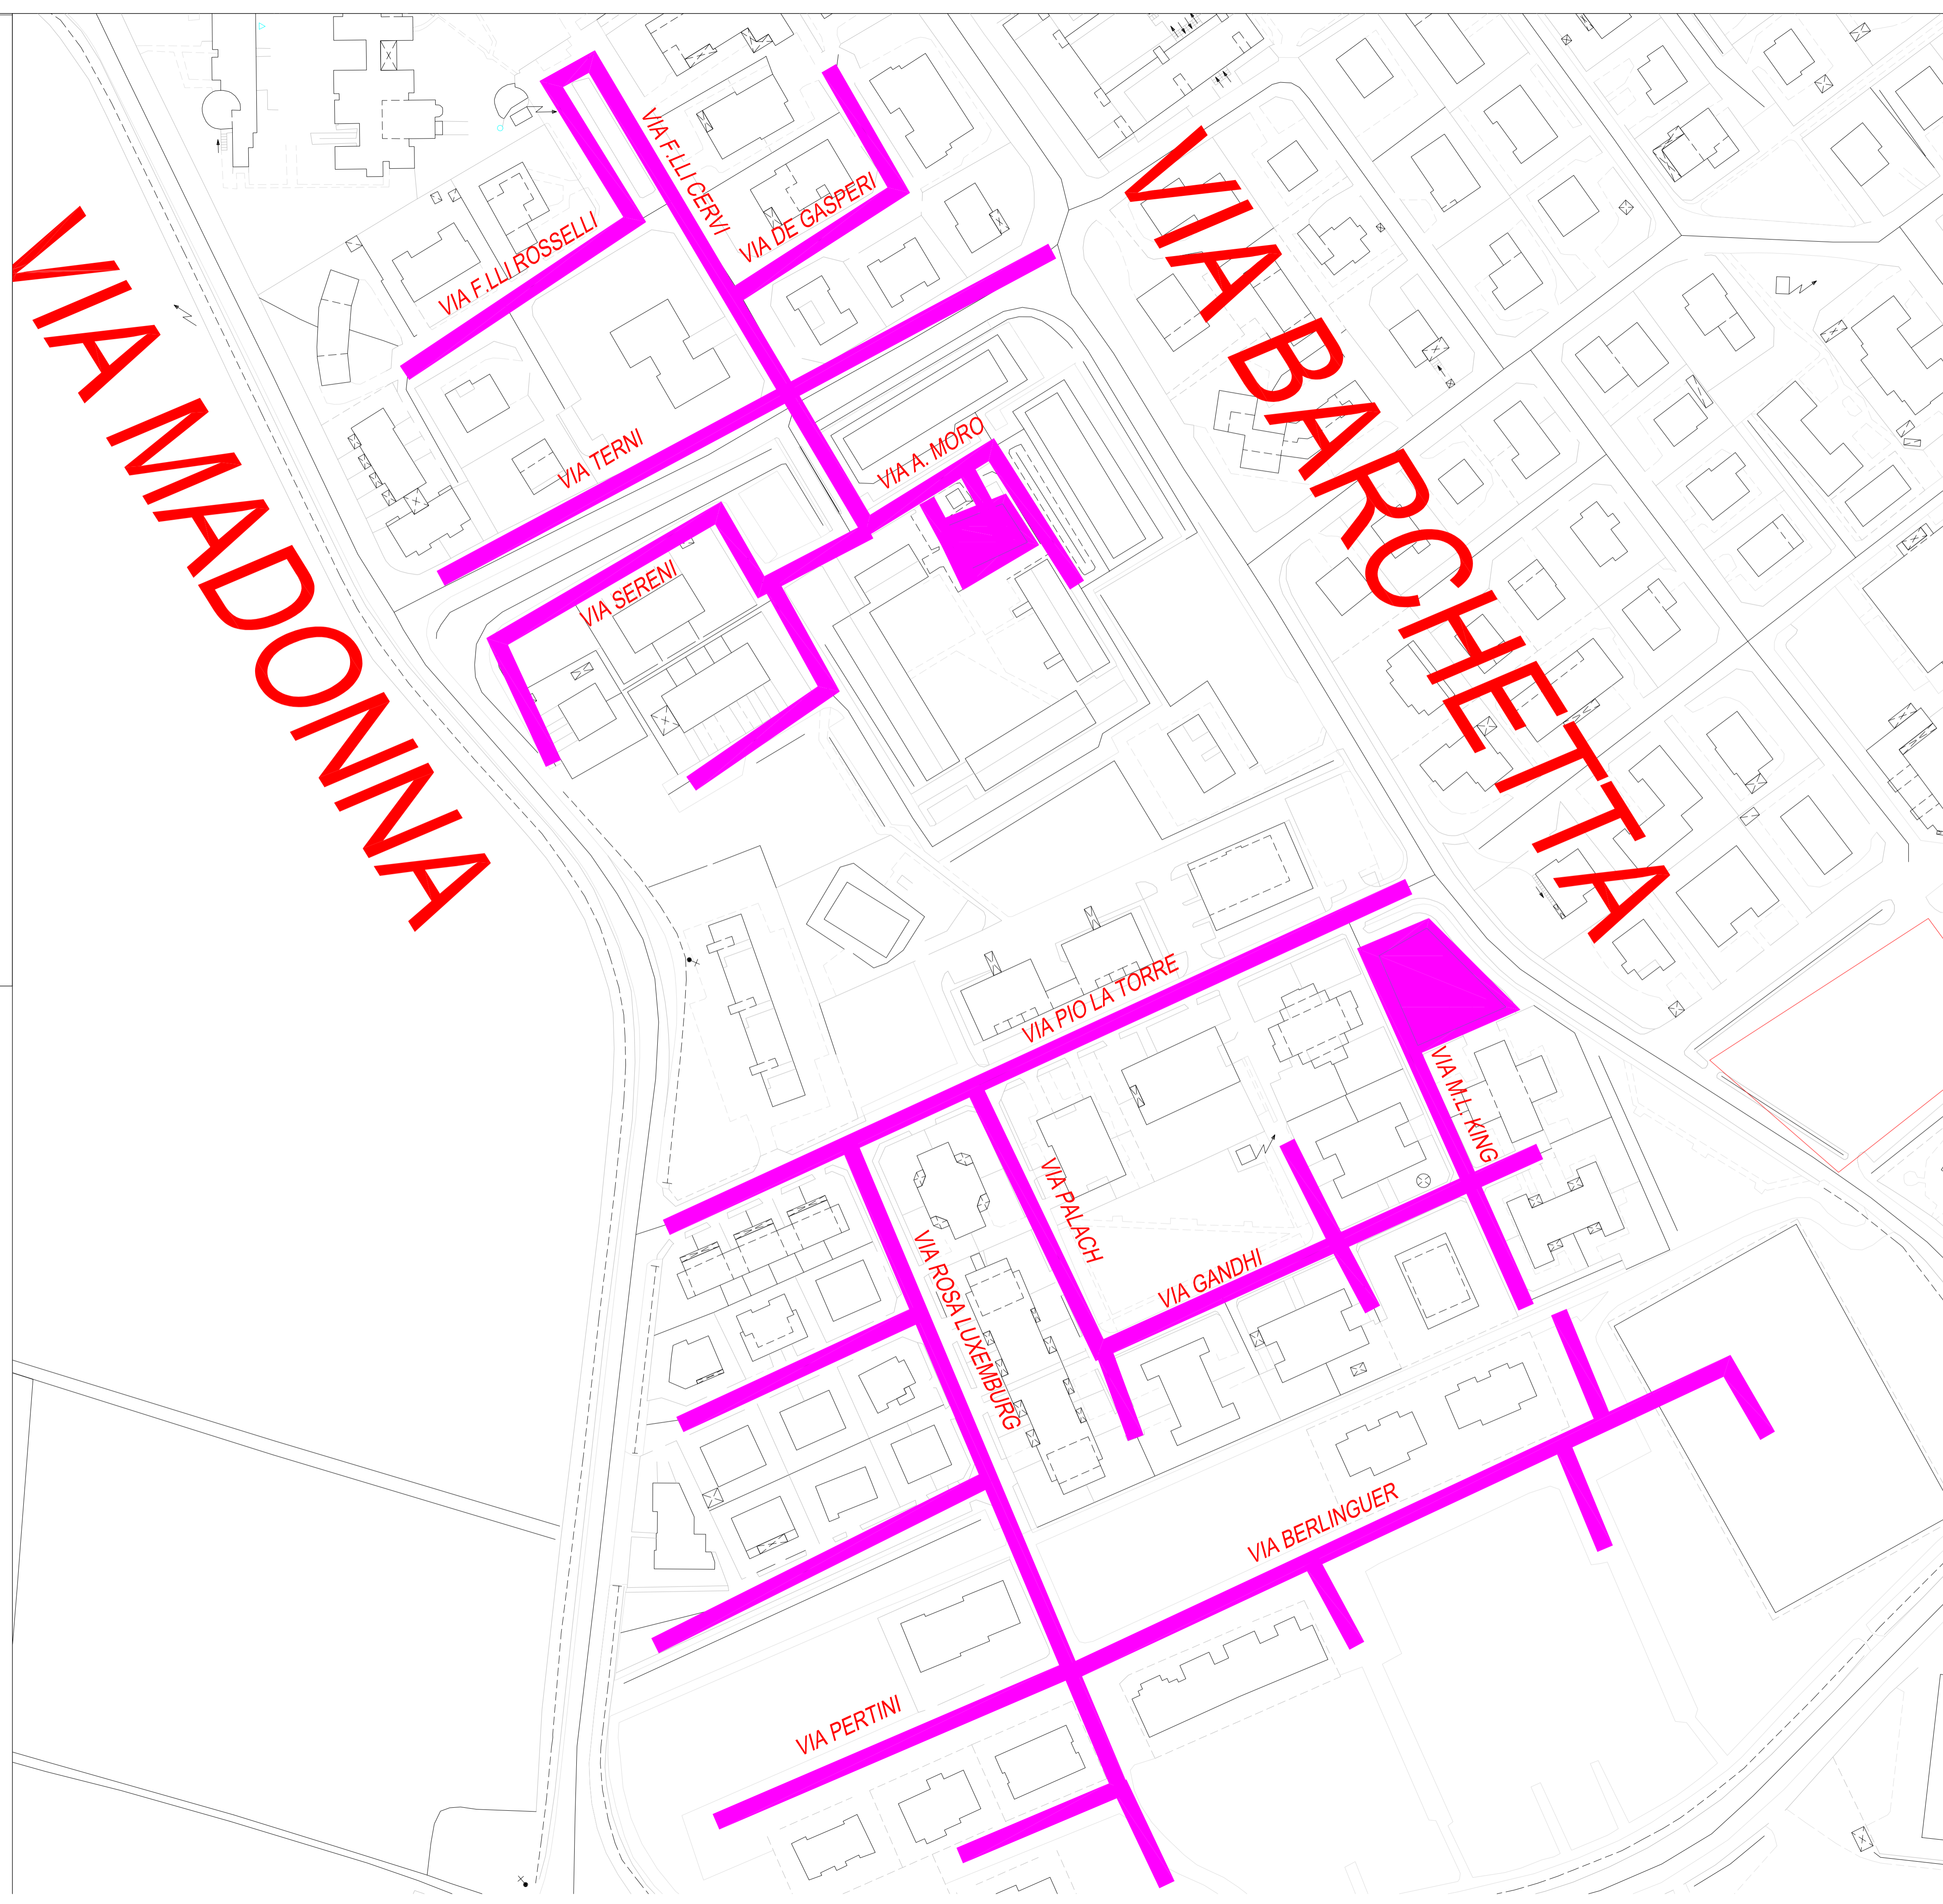 VIA MADONNA
VIA BARCHETTA
VIA F.LLI CERVI
VIA DE GASPERI
VIA F.LLI ROSSELLI
VIA TERNI
VIA A. MORO
VIA SERENI
VIA PIO LA TORRE
VIA M.L. KING
VIA PALACH
VIA GANDHI
VIA ROSA LUXEMBURG
VIA BERLINGUER
VIA PERTINI